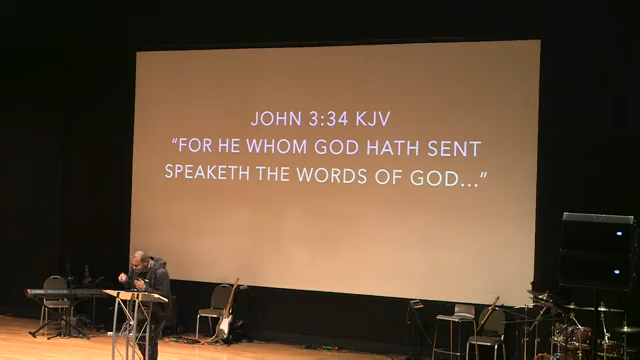 JOHN 3:34 KJV
“FOR HE WHOM GOD HATH SENT
SPEAKETH THE WORDS OF GOD...”